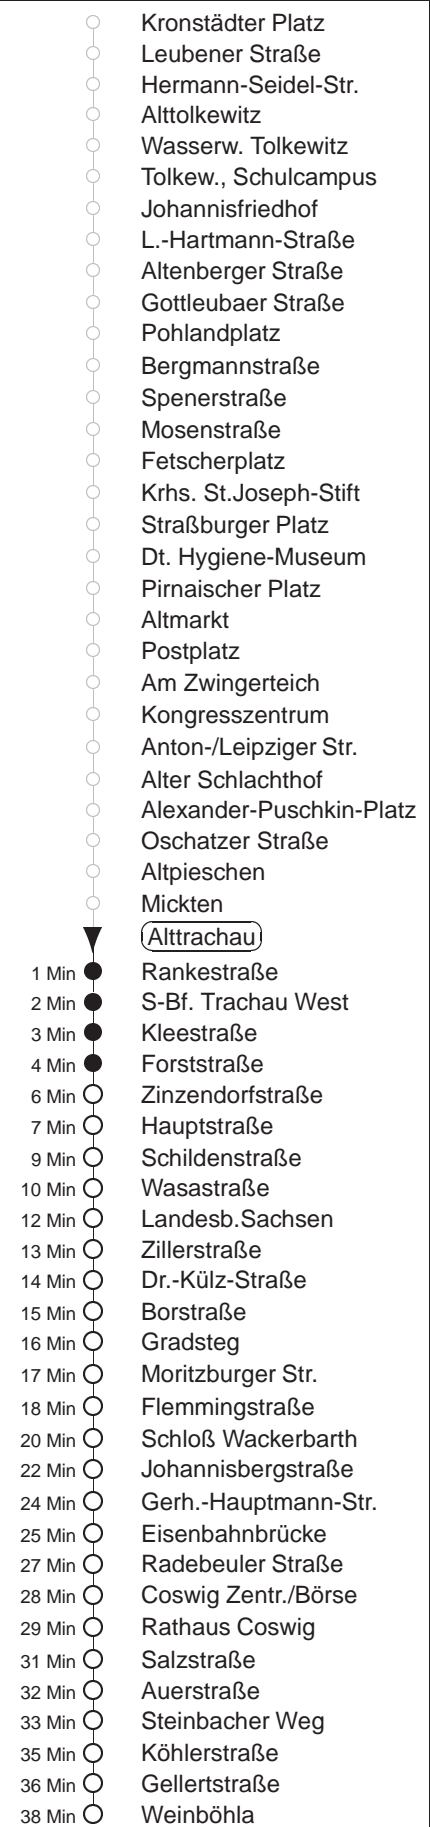 Kronstädter Platz
Leubener Straße
Hermann-Seidel-Str.
Alttolkewitz
Wasserw. Tolkewitz
Tolkew., Schulcampus
Johannisfriedhof
L.-Hartmann-Straße
Altenberger Straße
Gottleubaer Straße
Pohlandplatz
Bergmannstraße
Spenerstraße
Mosenstraße
Fetscherplatz
Krhs. St.Joseph-Stift
Straßburger Platz
Dt. Hygiene-Museum
Pirnaischer Platz
Altmarkt
Postplatz
Am Zwingerteich
Kongresszentrum
Anton-/Leipziger Str.
Alter Schlachthof
Alexander-Puschkin-Platz
Oschatzer Straße
Altpieschen
Mickten
Alttrachau
1 Min Rankestraße
2 Min S-Bf. Trachau West
3 Min Kleestraße
4 Min Forststraße
6 Min Zinzendorfstraße
7 Min Hauptstraße
9 Min Schildenstraße
10 Min Wasastraße
12 Min Landesb.Sachsen
13 Min Zillerstraße
14 Min Dr.-Külz-Straße
15 Min Borstraße
16 Min Gradsteg
17 Min Moritzburger Str.
18 Min Flemmingstraße
20 Min Schloß Wackerbarth
22 Min Johannisbergstraße
24 Min Gerh.-Hauptmann-Str.
25 Min Eisenbahnbrücke
27 Min Radebeuler Straße
28 Min Coswig Zentr./Börse
29 Min Rathaus Coswig
31 Min Salzstraße
32 Min Auerstraße
33 Min Steinbacher Weg
35 Min Köhlerstraße
36 Min Gellertstraße
38 Min Weinböhla